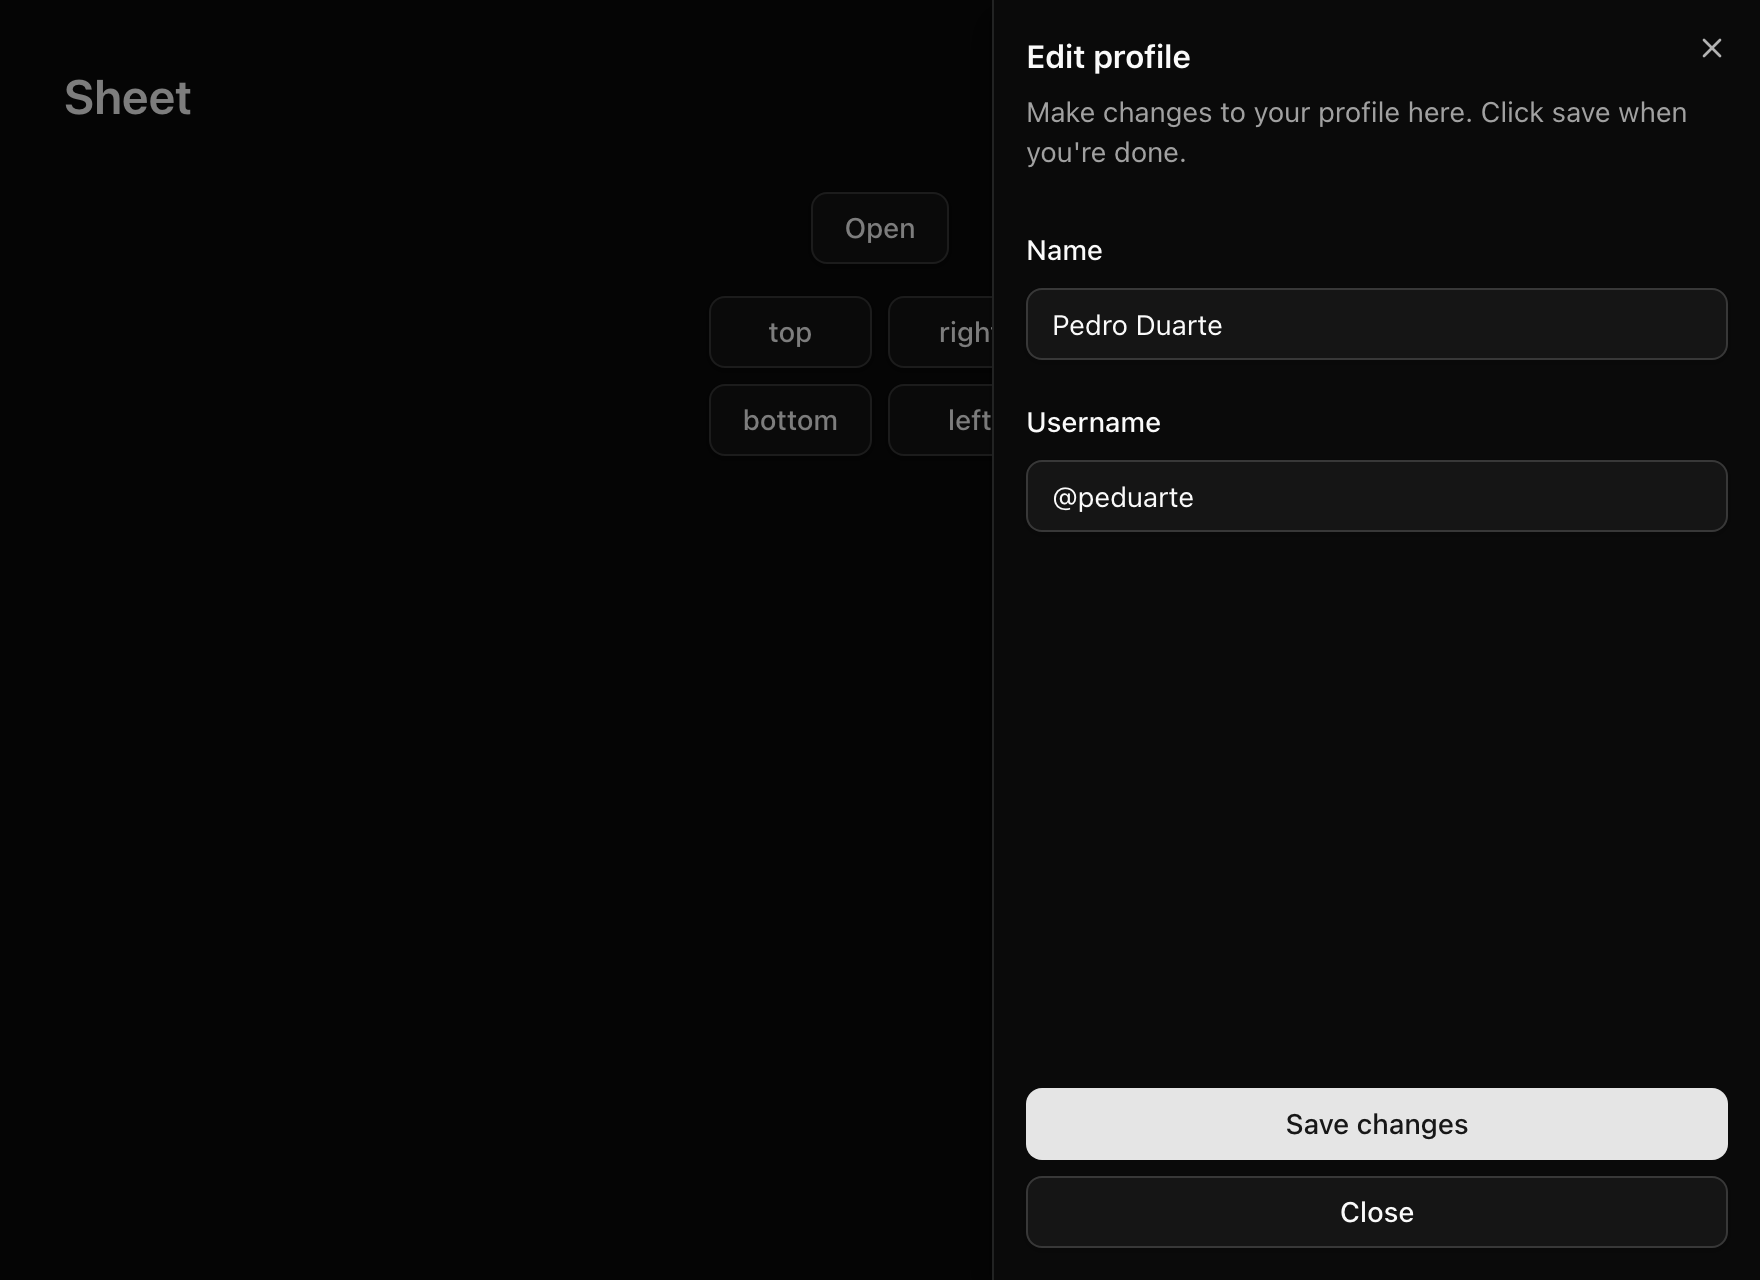 Sheet
Open
top
bottom
left
Edit profile
Make changes to your profile here. Click save when
you're done.
Name
Pedro Duarte
Username
@peduarte
Save changes
Close